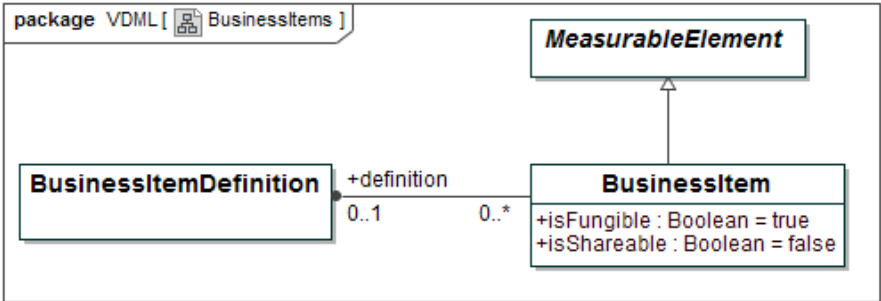 package VDML [ BusinessItems ]
MeasurableElement
BusinessItemDefinition
+definition
0..1
0..*
BusinessItem
+isFungible : Boolean = true
+isShareable : Boolean = false